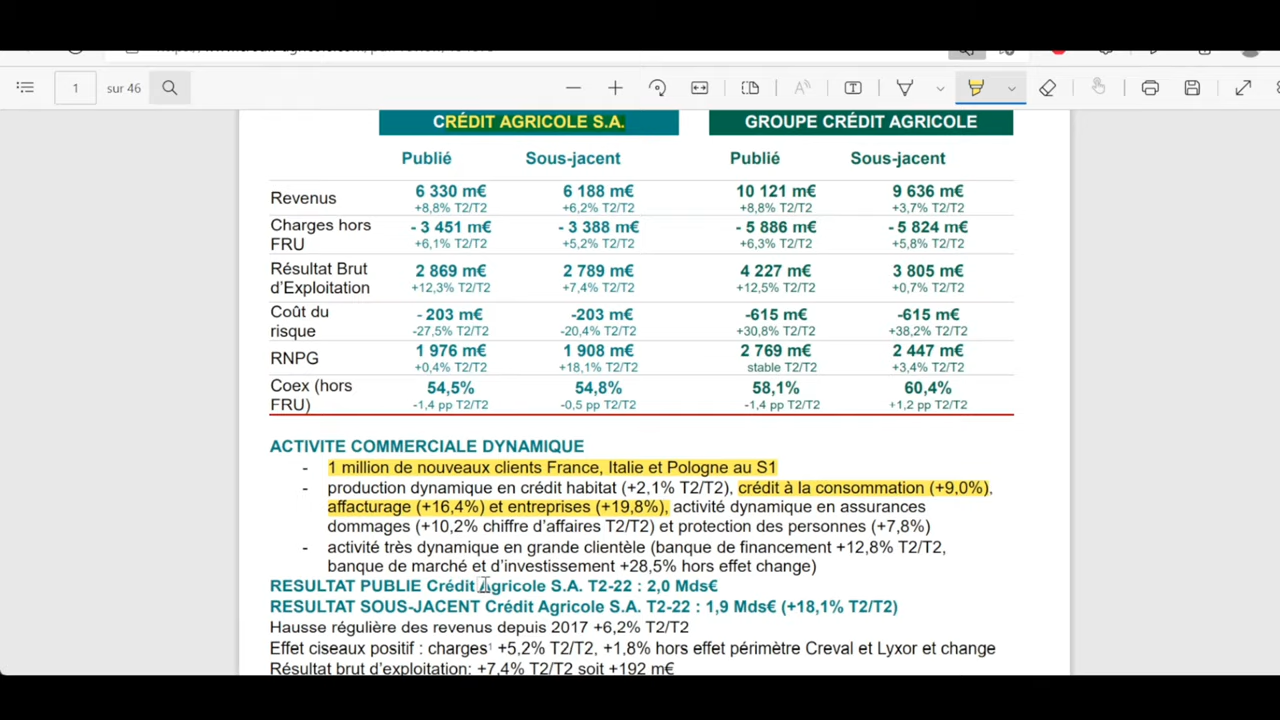 1 sur 46
CRÉDIT AGRICOLE S.A. GROUPE CRÉDIT AGRICOLE
Publié Sous-jacent Publié Sous-jacent
Revenus 6 330 m€ 6 188 m€ 10 121 m€ 9 636 m€
+8,8% T2/T2 +6,2% T2/T2 +8,8% T2/T2 +3,7% T2/T2
Charges hors - 3 451 m€ - 3 388 m€ - 5 886 m€ - 5 824 m€
FRU +6,1% T2/T2 +5,2% T2/T2 +6,3% T2/T2 +5,8% T2/T2
Résultat Brut 2 869 m€ 2 789 m€ 4 227 m€ 3 805 m€
d'Exploitation +12,3% T2/T2 +7,4% T2/T2 +12,5% T2/T2 +0,7% T2/T2
Coût du - 203 m€ -203 m€ -615 m€ -615 m€
risque -27,5% T2/T2 -20,4% T2/T2 +30,8% T2/T2 +38,2% T2/T2
RNPG 1 976 m€ 1 908 m€ 2 769 m€ 2 447 m€
+0,4% T2/T2 +18,1% T2/T2 stable T2/T2 +3,4% T2/T2
Coex (hors 54,5% 54,8% 58,1% 60,4%
FRU) -1,4 pp T2/T2 -0,5 pp T2/T2 -1,4 pp T2/T2 +1,2 pp T2/T2
ACTIVITE COMMERCIALE DYNAMIQUE
- 1 million de nouveaux clients France, Italie et Pologne au S1
- production dynamique en crédit habitat (+2,1% T2/T2), crédit à la consommation (+9,0%),
affacturage (+16,4%) et entreprises (+19,8%), activité dynamique en assurances
dommages (+10,2% chiffre d'affaires T2/T2) et protection des personnes (+7,8%)
- activité très dynamique en grande clientèle (banque de financement +12,8% T2/T2,
banque de marché et d'investissement +28,5% hors effet change)
RESULTAT PUBLIE Crédit Agricole S.A. T2-22 : 2,0 Mds€
RESULTAT SOUS-JACENT Crédit Agricole S.A. T2-22 : 1,9 Mds€ (+18,1% T2/T2)
Hausse régulière des revenus depuis 2017 +6,2% T2/T2
Effet ciseaux positif : charges¹ +5,2% T2/T2, +1,8% hors effet périmètre Creval et Lyxor et change
Résultat brut d'exploitation: +7,4% T2/T2 soit +192 m€